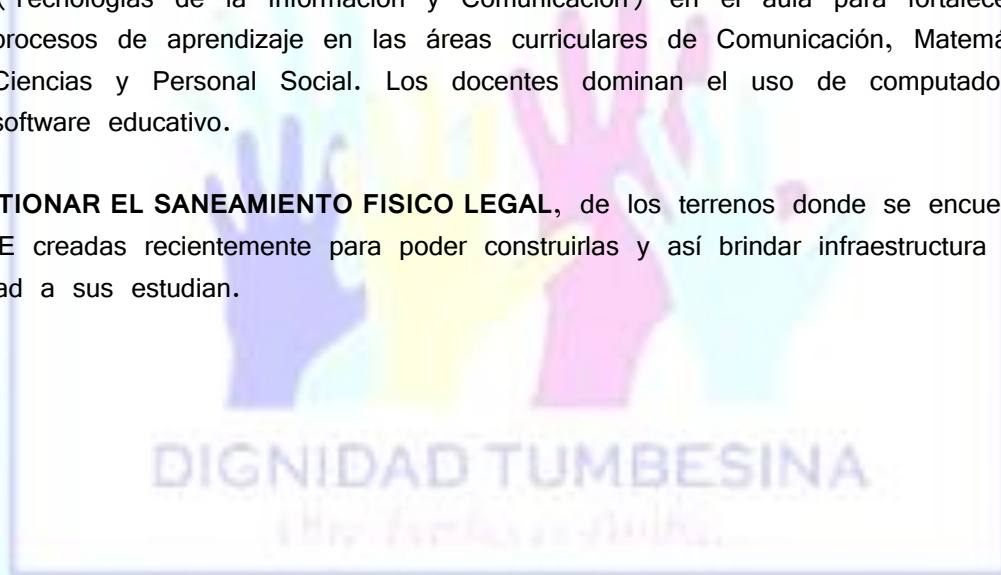 (Tecnologías de la Información y Comunicación) en el aula para fortalece
procesos de aprendizaje en las áreas curriculares de Comunicación, Matemá
Ciencias y Personal Social. Los docentes dominan el uso de computado
software educativo.
TIONAR EL SANEAMIENTO FISICO LEGAL, de los terrenos donde se encue
E creadas recientemente para poder construirlas y así brindar infraestructura
ad a sus estudian.
DIGNIDAD TUMBESINA